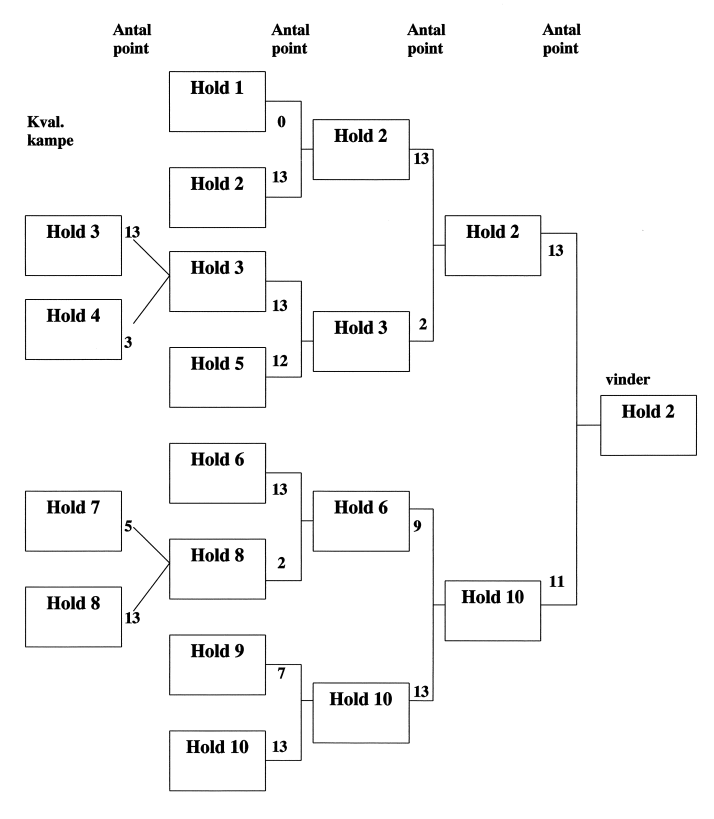 Antal point
Antal point
Antal point
Antal point
Kval.
kampe
Hold 1
0
Hold 2
13
Hold 2
13
Hold 3
13
Hold 4
3
Hold 3
13
Hold 5
12
Hold 3
2
Hold 2
13
vinder
Hold 2
Hold 7
5
Hold 8
13
Hold 6
13
Hold 8
2
Hold 6
9
Hold 10
11
Hold 9
7
Hold 10
13
Hold 10
13